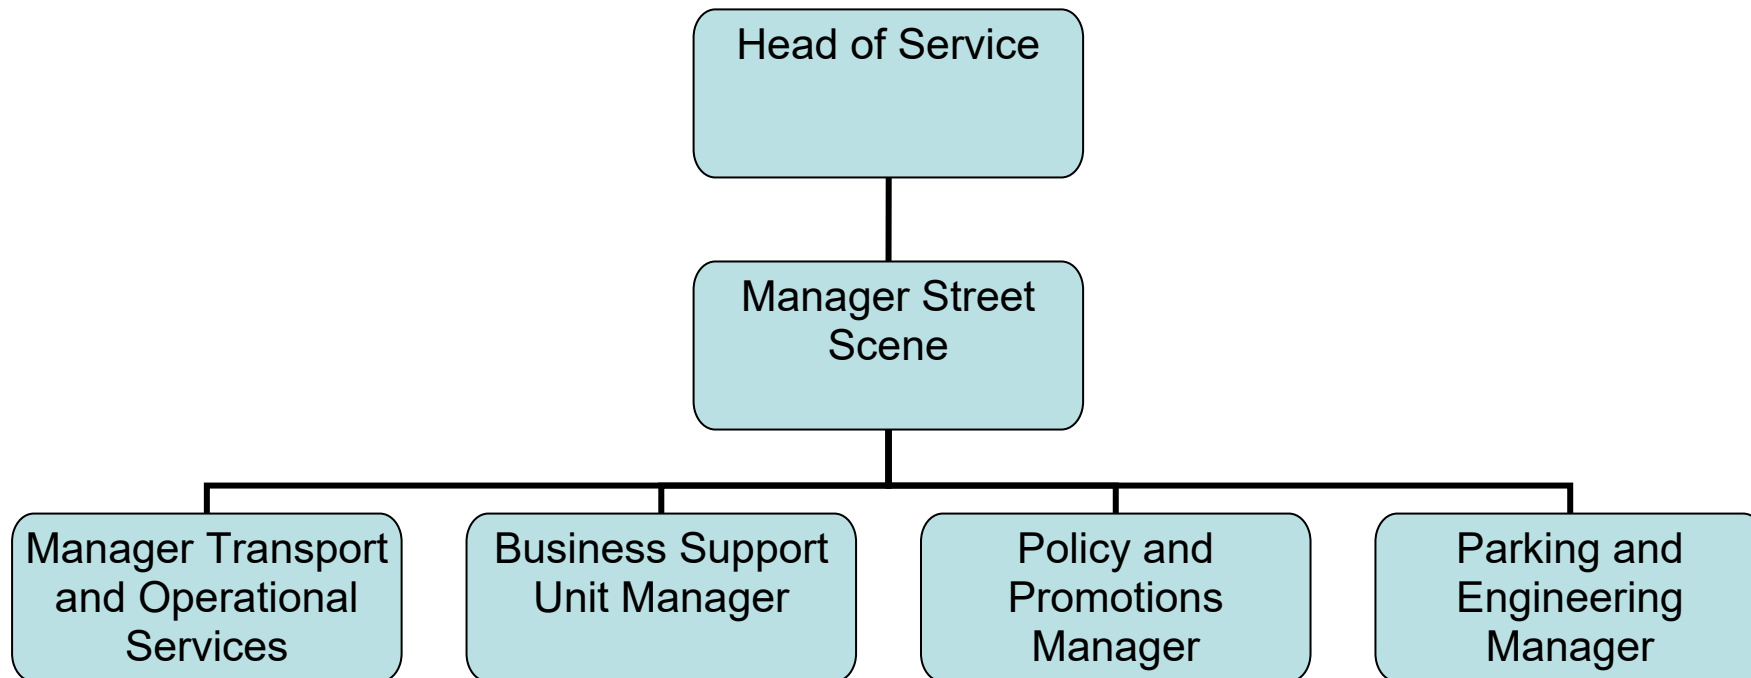 Head of Service
Manager Street
Scene
Manager Transport
and Operational
Services
Business Support
Unit Manager
Policy and
Promotions
Manager
Parking and
Engineering
Manager